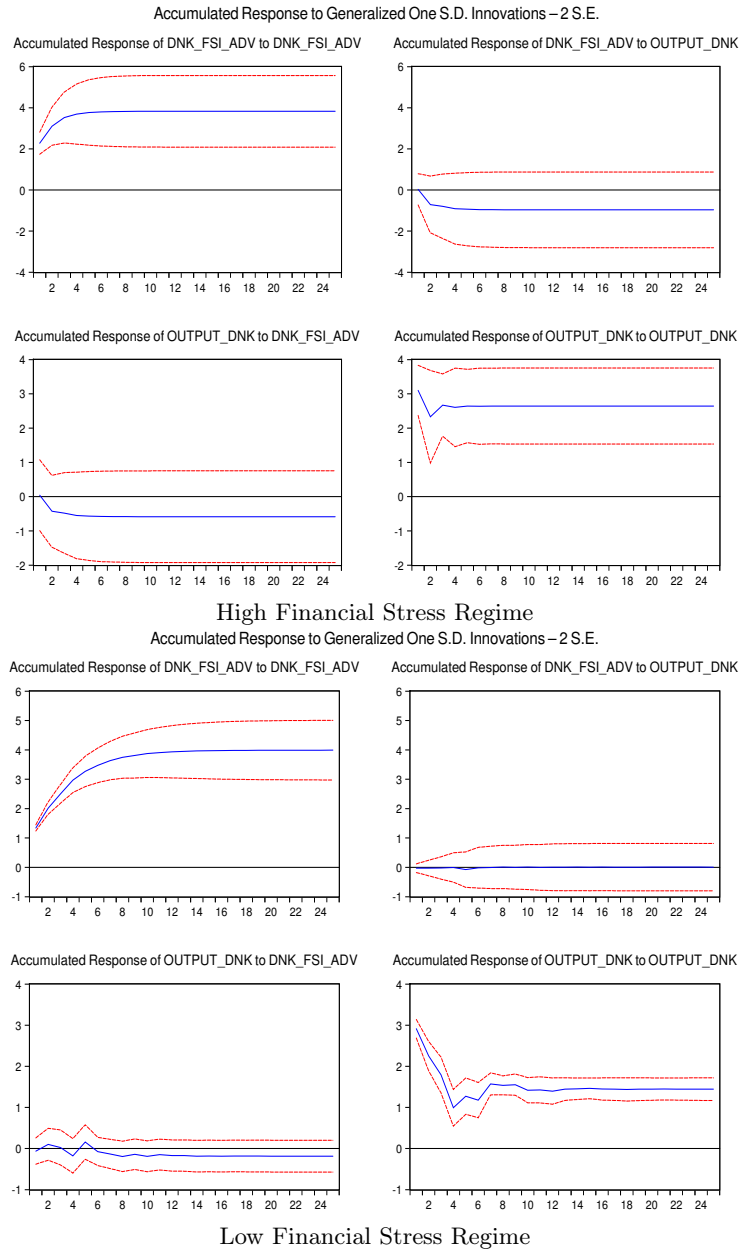 Accumulated Response to Generalized One S.D. Innovations – 2 S.E.
Accumulated Response of DNK_FSI_ADV to DNK_FSI_ADV
Accumulated Response of DNK_FSI_ADV to OUTPUT_DNK
6
4
2
0
-2
-4
2 4 6 8 10 12 14 16 18 20 22 24
6
4
2
0
-2
-4
2 4 6 8 10 12 14 16 18 20 22 24
Accumulated Response of OUTPUT_DNK to DNK_FSI_ADV
Accumulated Response of OUTPUT_DNK to OUTPUT_DNK
4
3
2
1
0
-1
-2
2 4 6 8 10 12 14 16 18 20 22 24
4
3
2
1
0
-1
-2
2 4 6 8 10 12 14 16 18 20 22 24
High Financial Stress Regime
Accumulated Response to Generalized One S.D. Innovations – 2 S.E.
Accumulated Response of DNK_FSI_ADV to DNK_FSI_ADV
Accumulated Response of DNK_FSI_ADV to OUTPUT_DNK
6
5
4
3
2
1
0
-1
2 4 6 8 10 12 14 16 18 20 22 24
6
5
4
3
2
1
0
-1
2 4 6 8 10 12 14 16 18 20 22 24
Accumulated Response of OUTPUT_DNK to DNK_FSI_ADV
Accumulated Response of OUTPUT_DNK to OUTPUT_DNK
4
3
2
1
0
-1
2 4 6 8 10 12 14 16 18 20 22 24
4
3
2
1
0
-1
2 4 6 8 10 12 14 16 18 20 22 24
Low Financial Stress Regime